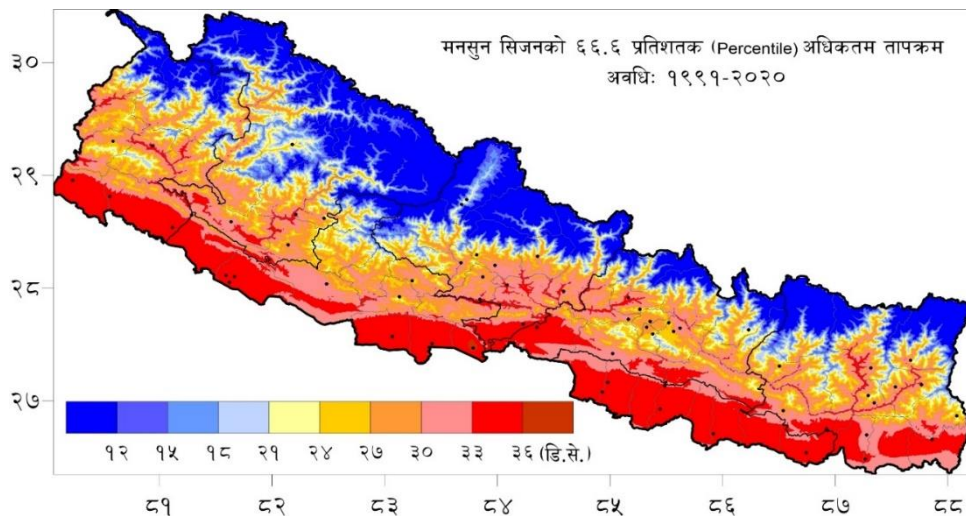 मनसुन सिजनको ६६.६ प्रतिशतक (Percentile) अधिकतम तापक्रम
अवधिः १९९१-२०२०
३०
२९
२८
२७
१२ १५ १८ २१ २४ २७ ३० ३३ ३६ (डि.से.)
८१ ८२ ८३ ८४ ८५ ८६ ८७ ८८